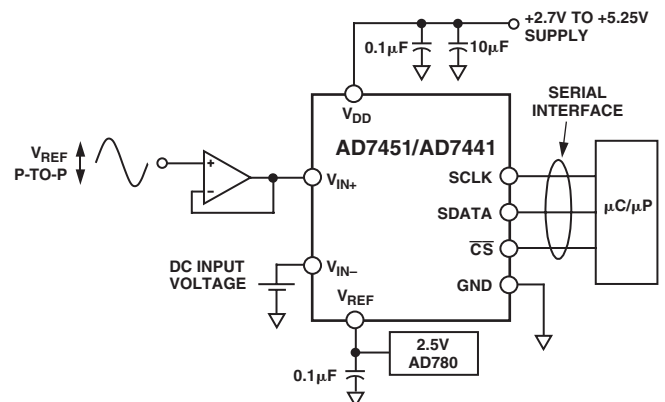 +2.7V TO +5.25V
SUPPLY
0.1µF
10µF
SERIAL
INTERFACE
VDD
AD7451/AD7441
VREF
P-TO-P
+
–
VIN+
SCLK
SDATA
CS
GND
µC/µP
DC INPUT
VOLTAGE
VIN–
VREF
2.5V
AD780
0.1µF